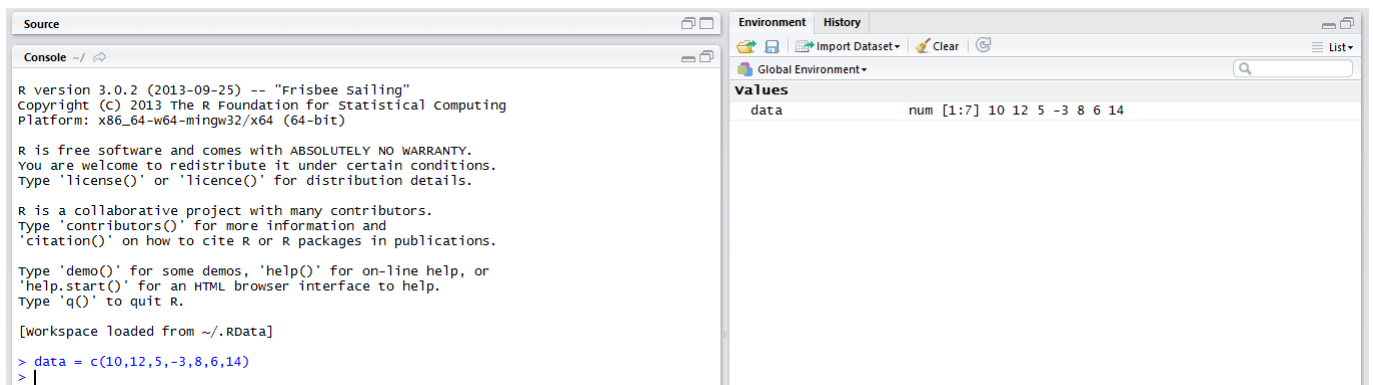 Source
Console ~/
R version 3.0.2 (2013-09-25) -- "Frisbee Sailing"
Copyright (C) 2013 The R Foundation for Statistical Computing
Platform: x86_64-w64-mingw32/x64 (64-bit)
R is free software and comes with ABSOLUTELY NO WARRANTY.
You are welcome to redistribute it under certain conditions.
Type 'license()' or 'licence()' for distribution details.
R is a collaborative project with many contributors.
Type 'contributors()' for more information and
'citation()' on how to cite R or R packages in publications.
Type 'demo()' for some demos, 'help()' for on-line help, or
'help.start()' for an HTML browser interface to help.
Type 'q()' to quit R.
[Workspace loaded from ~/.RData]
> data = c(10,12,5,-3,8,6,14)
>
Environment History
Import Dataset Clear List
Global Environment
Values
data num [1:7] 10 12 5 -3 8 6 14